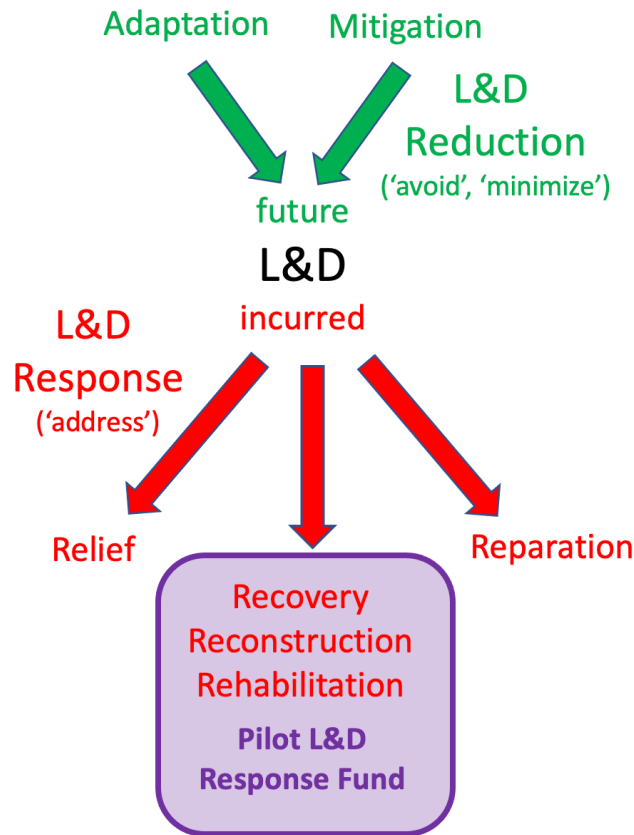 Adaptation
Mitigation
L&D
Reduction
(‘avoid’, ‘minimize’)
future
L&D
incurred
L&D
Response
(‘address’)
Relief
Reparation
Recovery
Reconstruction
Rehabilitation
Pilot L&D
Response Fund